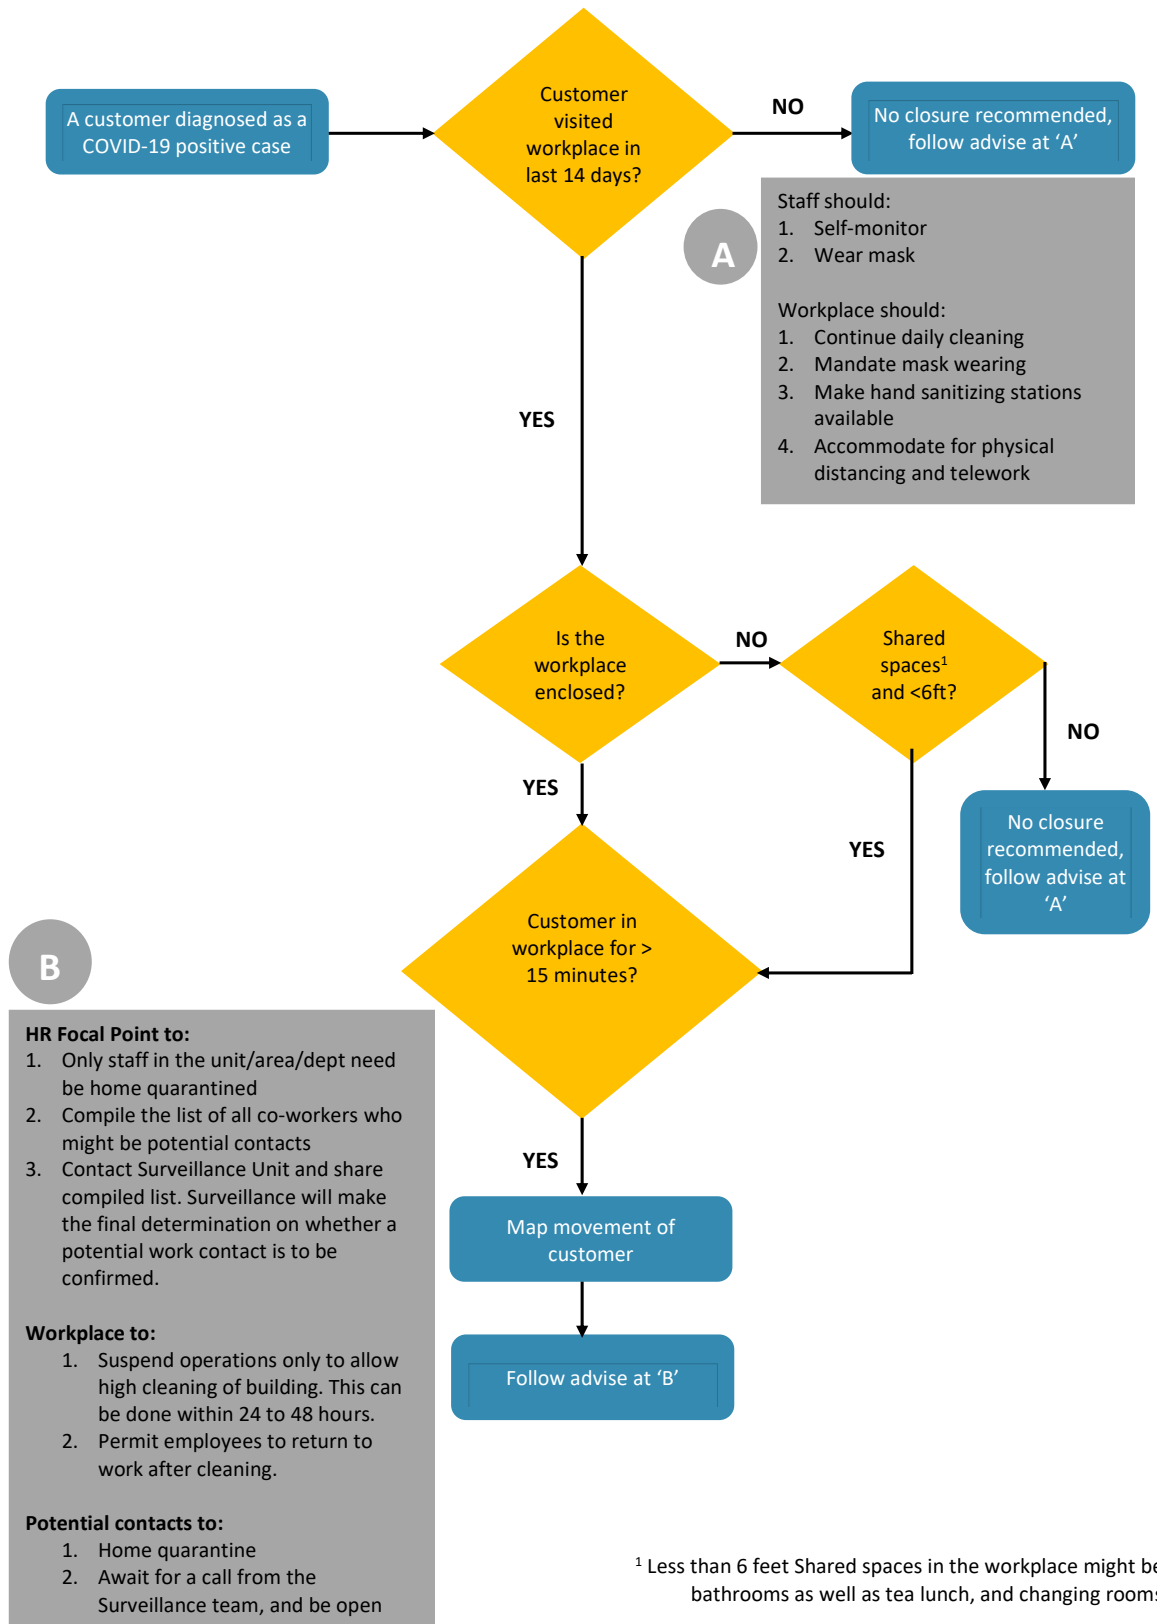 A customer diagnosed as a
COVID-19 positive case
Customer
visited
workplace in
last 14 days?
NO
No closure recommended,
follow advise at ‘A’
A
Staff should:
1. Self-monitor
2. Wear mask
Workplace should:
1. Continue daily cleaning
2. Mandate mask wearing
3. Make hand sanitizing stations
available
4. Accommodate for physical
distancing and telework
YES
Is the
workplace
enclosed?
NO
Shared
spaces¹
and <6ft?
NO
No closure
recommended,
follow advise at
‘A’
YES
YES
Customer in
workplace for >
15 minutes?
YES
Map movement of
customer
Follow advise at ‘B’
B
HR Focal Point to:
1. Only staff in the unit/area/dept need
be home quarantined
2. Compile the list of all co-workers who
might be potential contacts
3. Contact Surveillance Unit and share
compiled list. Surveillance will make
the final determination on whether a
potential work contact is to be
confirmed.
Workplace to:
1. Suspend operations only to allow
high cleaning of building. This can
be done within 24 to 48 hours.
2. Permit employees to return to
work after cleaning.
Potential contacts to:
1. Home quarantine
2. Await for a call from the
Surveillance team, and be open
¹ Less than 6 feet Shared spaces in the workplace might be
bathrooms as well as tea lunch, and changing rooms